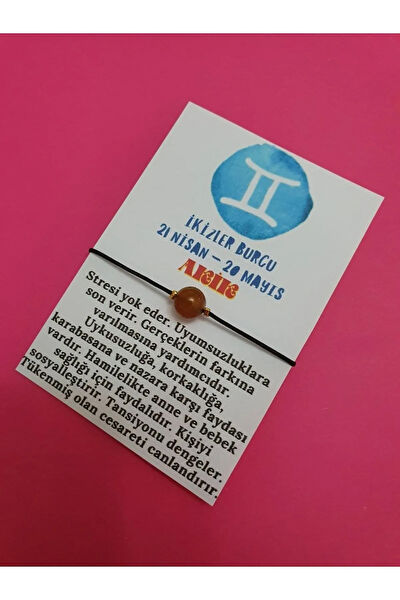 İKİZLER BURCU
21 NİSAN – 20 MAYIS
Stresi yok eder. Uyumsuzluklara
son verir. Gerçeklerin farkına
varılmasına yardımcıdır.
Uykusuzluğa, korkaklığa,
karabasana ve nazara karşı faydası
vardır. Hamilelikte anne ve bebek
sağlığı için faydalıdır. Kişiyi
sosyalleştirir. Tansiyonu dengeler.
Tükenmiş olan cesareti canlandırır.